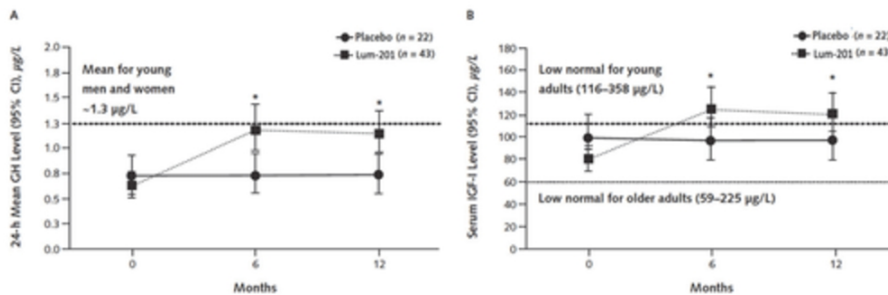 A
24-h Mean GH Level (95% CI), µg/L
2.0
1.8
1.5
1.3
1.0
0.8
0.5
0.3
0.0
Placebo (n = 22)
Lum-201 (n = 43)
Mean for young
men and women
~1.3 µg/L
*
*
0
6
12
Months
B
Serum IGF-I Level (95% CI), µg/L
180
160
140
120
100
80
60
40
20
0
Placebo (n = 22
Lum-201 (n = 43
Low normal for young
adults (116–358 µg/L)
*
*
Low normal for older adults (59–225 µg/L)
0
6
12
Months